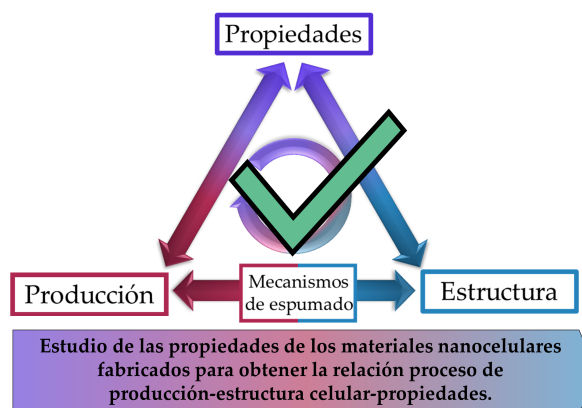 Propiedades
Producción
Mecanismos
de espumado
Estructura
Estudio de las propiedades de los materiales nanocelulares
fabricados para obtener la relación proceso de
producción-estructura celular-propiedades.